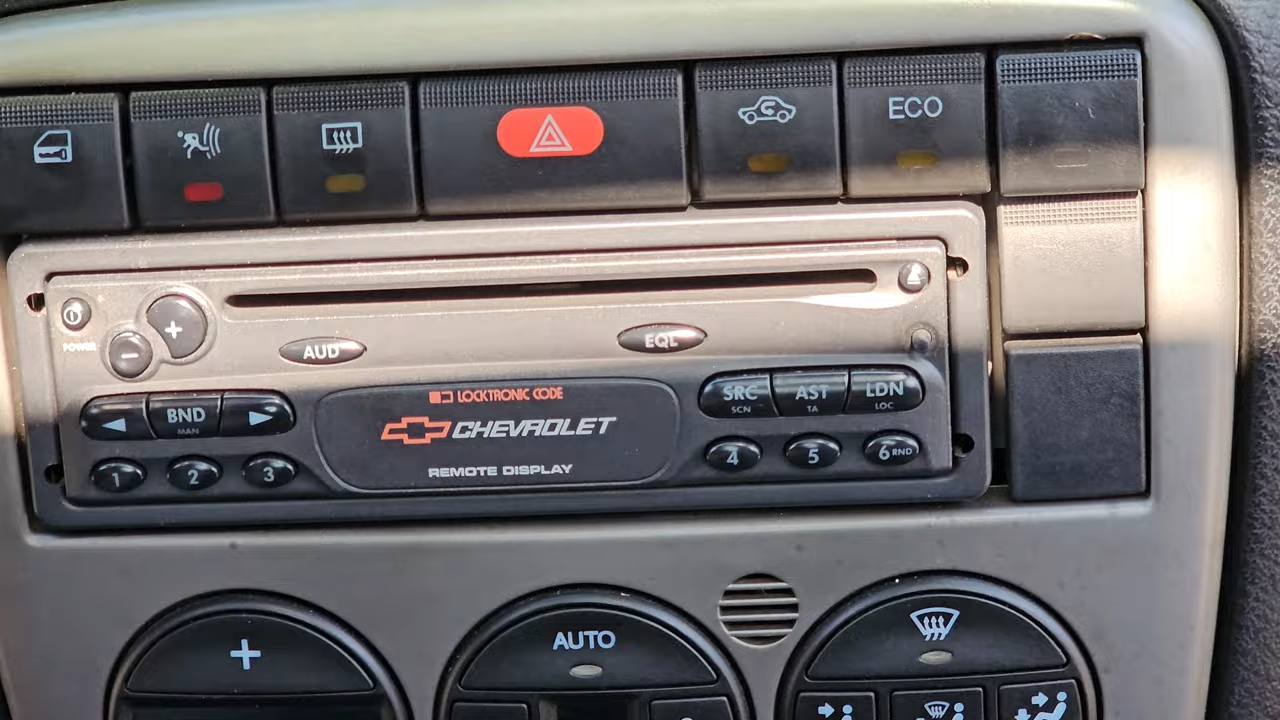 ECO
POWER
+
-
AUD
EQL
BND
MAN
1
2
3
LOCKTRONIC CODE
CHEVROLET
REMOTE DISPLAY
SRC
SCN
AST
TA
LDN
LOC
4
5
6 RND
+
AUTO